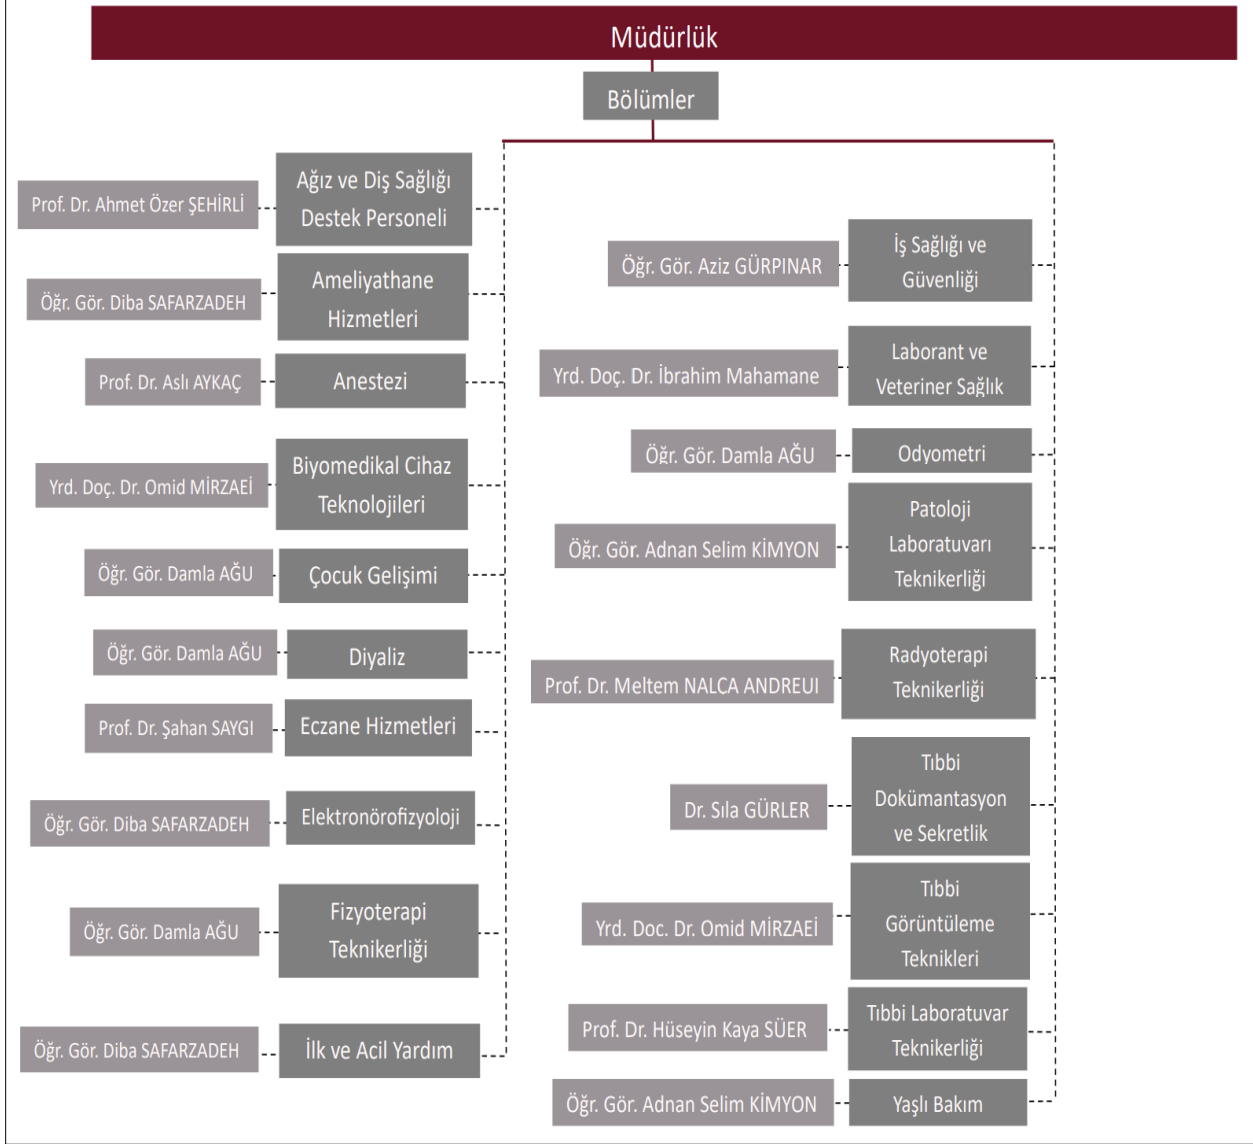 Müdürlük
Bölümler
Prof. Dr. Ahmet Özer ŞEHİRLİ
Ağız ve Diş Sağlığı
Destek Personeli
Öğr. Gör. Diba SAFARZADEH
Ameliyathane
Hizmetleri
Prof. Dr. Aslı AYKAÇ
Anestezi
Yrd. Doç. Dr. Omid MİRZAEİ
Biyomedikal Cihaz
Teknolojileri
Öğr. Gör. Damla AĞU
Çocuk Gelişimi
Öğr. Gör. Damla AĞU
Diyaliz
Prof. Dr. Şahan SAYGI
Eczane Hizmetleri
Öğr. Gör. Diba SAFARZADEH
Elektronörofizyoloji
Öğr. Gör. Damla AĞU
Fizyoterapi
Teknikerliği
Öğr. Gör. Diba SAFARZADEH
İlk ve Acil Yardım
Öğr. Gör. Aziz GÜRPINAR
İş Sağlığı ve
Güvenliği
Yrd. Doç. Dr. İbrahim Mahamane
Laborant ve
Veteriner Sağlık
Öğr. Gör. Damla AĞU
Odyometri
Öğr. Gör. Adnan Selim KİMYON
Patoloji
Laboratuvarı
Teknikerliği
Prof. Dr. Meltem NALÇA ANDREUI
Radyoterapi
Teknikerliği
Dr. Sıla GÜRLER
Tıbbi
Dokümantasyon
ve Sekretlik
Yrd. Doc. Dr. Omid MİRZAEİ
Tıbbi
Görüntüleme
Teknikleri
Prof. Dr. Hüseyin Kaya SÜER
Tıbbi Laboratuvar
Teknikerliği
Öğr. Gör. Adnan Selim KİMYON
Yaşlı Bakım